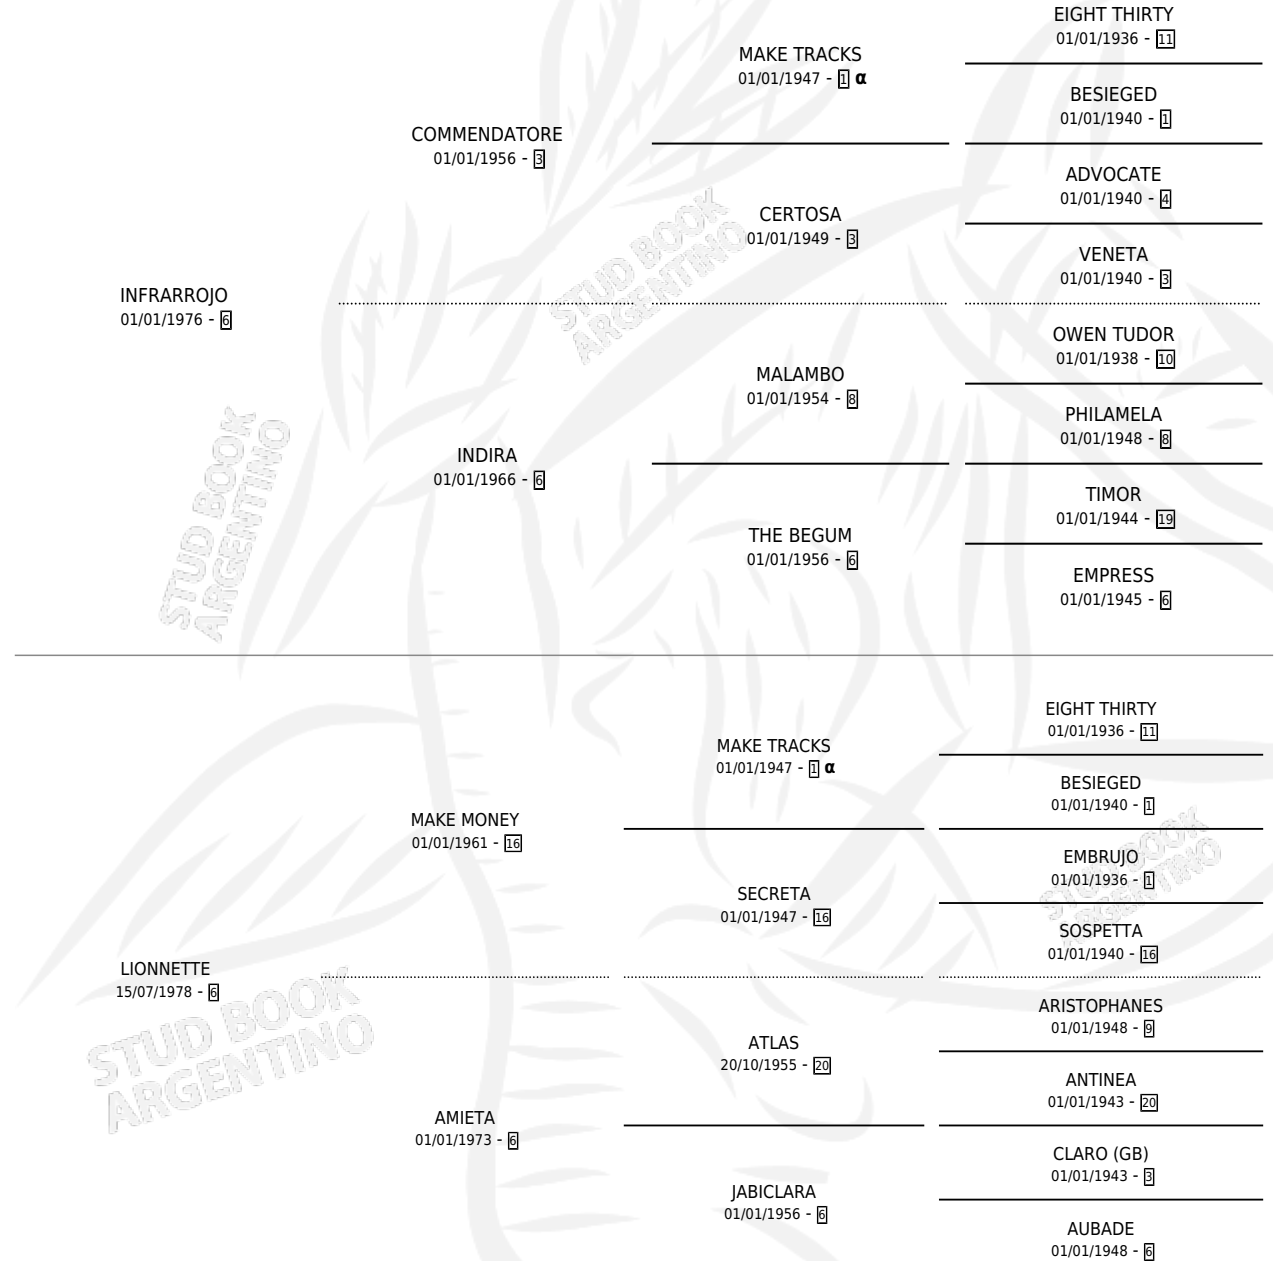 EIGHT THIRTY
01/01/1936 - 11
MAKE TRACKS
01/01/1947 - 1 α
BESIEGED
01/01/1940 - 1
COMMENDATORE
01/01/1956 - 3
ADVOCATE
01/01/1940 - 4
CERTOSA
01/01/1949 - 3
VENETA
01/01/1940 - 3
INFRARROJO
01/01/1976 - 6
OWEN TUDOR
01/01/1938 - 10
MALAMBO
01/01/1954 - 8
PHILAMELA
01/01/1948 - 8
INDIRA
01/01/1966 - 6
TIMOR
01/01/1944 - 19
THE BEGUM
01/01/1956 - 6
EMPRESS
01/01/1945 - 6
EIGHT THIRTY
01/01/1936 - 11
MAKE TRACKS
01/01/1947 - 1 α
BESIEGED
01/01/1940 - 1
MAKE MONEY
01/01/1961 - 16
EMBRUJO
01/01/1936 - 1
SECRETA
01/01/1947 - 16
SOSPETTA
01/01/1940 - 16
LIONNETTE
15/07/1978 - 6
ARISTOPHANES
01/01/1948 - 9
ATLAS
20/10/1955 - 20
ANTINEA
01/01/1943 - 20
AMIETA
01/01/1973 - 6
CLARO (GB)
01/01/1943 - 3
JABICLARA
01/01/1956 - 6
AUBADE
01/01/1948 - 6
STUD BOOK
ARGENTINO
STUD BOOK
ARGENTINO
STUD BOOK
ARGENTINO
STUD BOOK
ARGENTINO